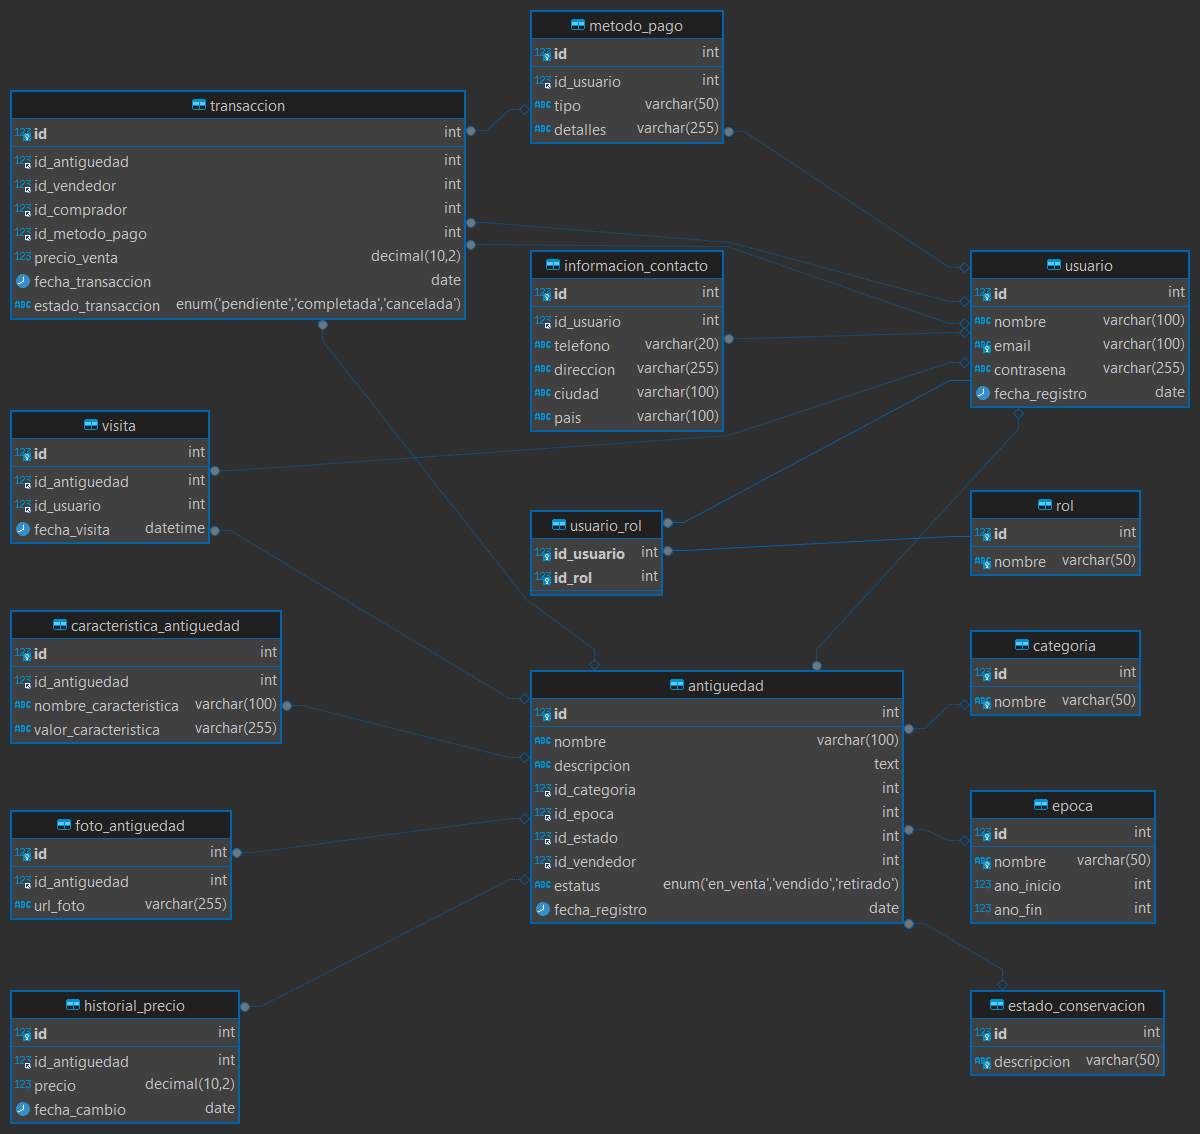 metodo_pago
id int
id_usuario int
tipo varchar(50)
detalles varchar(255)
transaccion
id int
id_antiguedad int
id_vendedor int
id_comprador int
id_metodo_pago int
precio_venta decimal(10,2)
fecha_transaccion date
estado_transaccion enum('pendiente','completada','cancelada')
informacion_contacto
id int
id_usuario int
telefono varchar(20)
direccion varchar(255)
ciudad varchar(100)
pais varchar(100)
usuario
id int
nombre varchar(100)
email varchar(100)
contrasena varchar(255)
fecha_registro date
visita
id int
id_antiguedad int
id_usuario int
fecha_visita datetime
usuario_rol
id_usuario int
id_rol int
rol
id int
nombre varchar(50)
caracteristica_antiguedad
id int
id_antiguedad int
nombre_caracteristica varchar(100)
valor_caracteristica varchar(255)
antiguedad
id int
nombre varchar(100)
descripcion text
id_categoria int
id_epoca int
id_estado int
id_vendedor int
estatus enum('en_venta','vendido','retirado')
fecha_registro date
categoria
id int
nombre varchar(50)
epoca
id int
nombre varchar(50)
ano_inicio int
ano_fin int
foto_antiguedad
id int
id_antiguedad int
url_foto varchar(255)
historial_precio
id int
id_antiguedad int
precio decimal(10,2)
fecha_cambio date
estado_conservacion
id int
descripcion varchar(50)